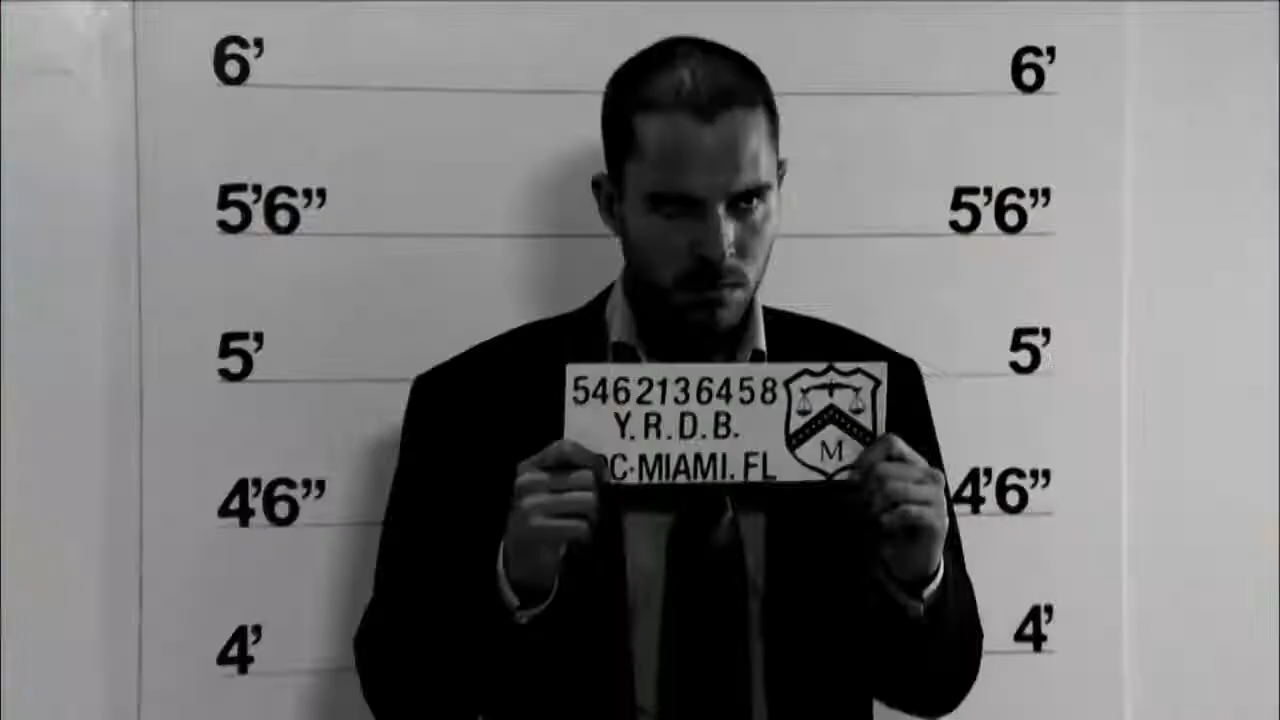 6' 6'
5'6” 5'6”
5' 5'
4'6” 4'6”
4' 4'
5462136458
Y.R.D.B.
C·MIAMI. FL
M